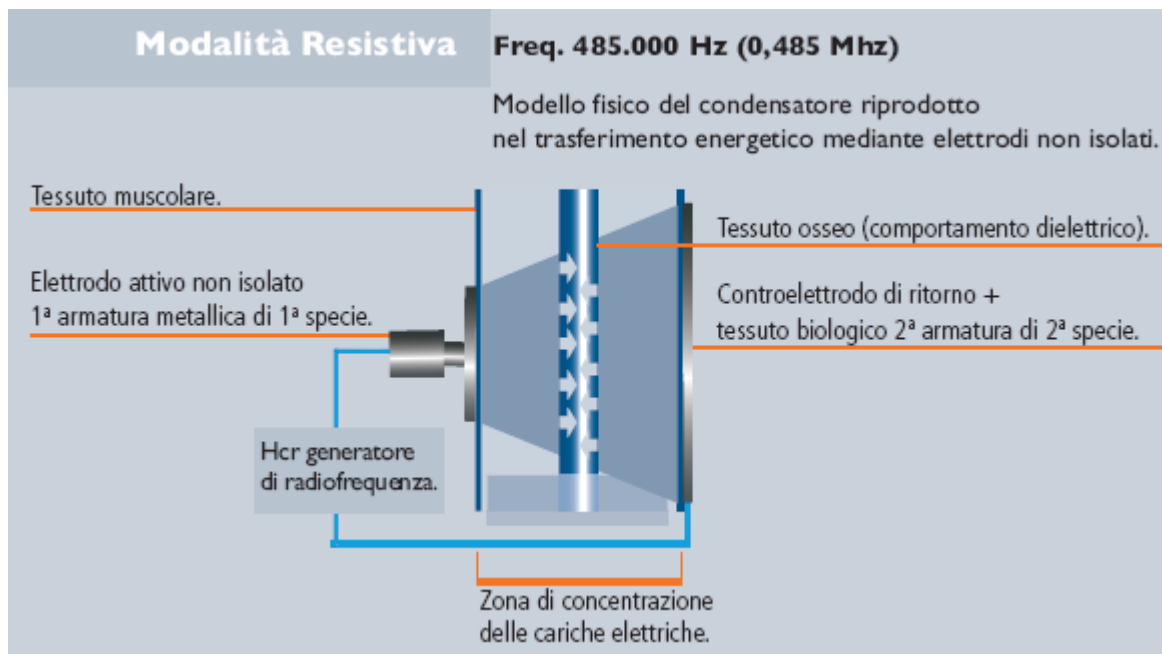 Modalità Resistiva
Freq. 485.000 Hz (0,485 Mhz)
Modello fisico del condensatore riprodotto
nel trasferimento energetico mediante elettrodi non isolati.
Tessuto muscolare.
Elettrodo attivo non isolato
1ª armatura metallica di 1ª specie.
Hcr generatore
di radiofrequenza.
Tessuto osseo (comportamento dielettrico).
Controelettrodo di ritorno +
tessuto biologico 2ª armatura di 2ª specie.
Zona di concentrazione
delle cariche elettriche.